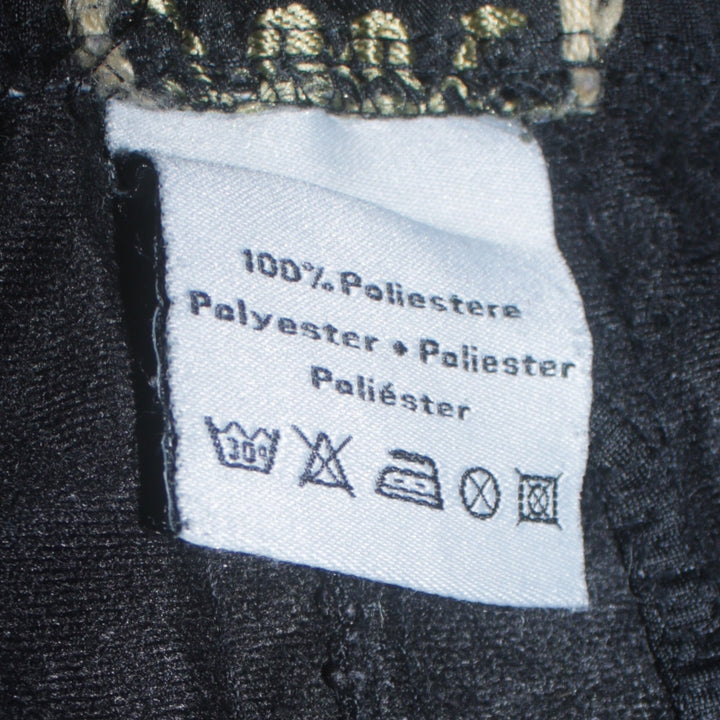 100% Poliestere
Polyester • Poliester
Poliéster
30°